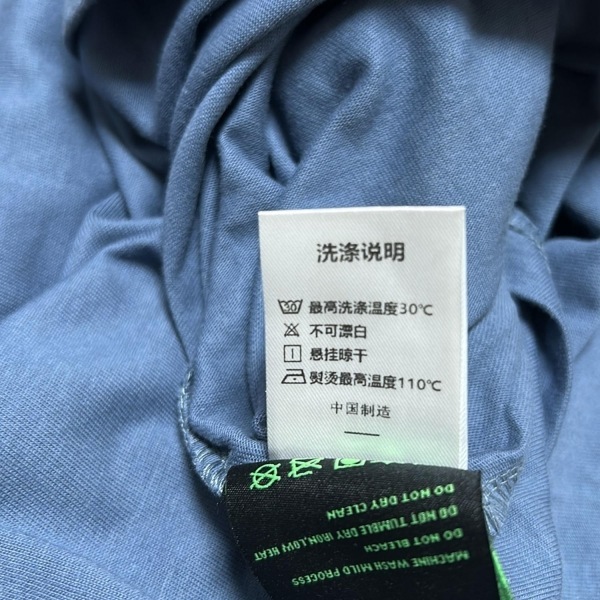 洗涤说明
最高洗涤温度30℃
不可漂白
悬挂晾干
熨烫最高温度110℃
中国制造
MACHINE WASH MILD PROCESS
DO NOT BLEACH
DO NOT TUMBLE DRY IRON,LOW HEAT
DO NOT DRY CLEAN